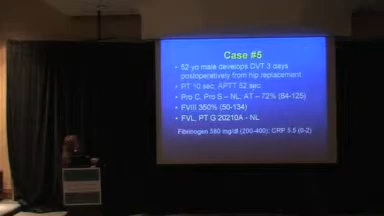 Case #5
• 52 yo male develops DVT 3 days
postoperatively from hip replacement
• PT 10 sec, APTT 52 sec
• Pro C, Pro S – NL, AT – 72% (84-125)
• FVIII 350% (50-134)
• FVL, PT G 20210A - NL
Fibrinogen 580 mg/dl (200-400); CRP 5.5 (0-2)